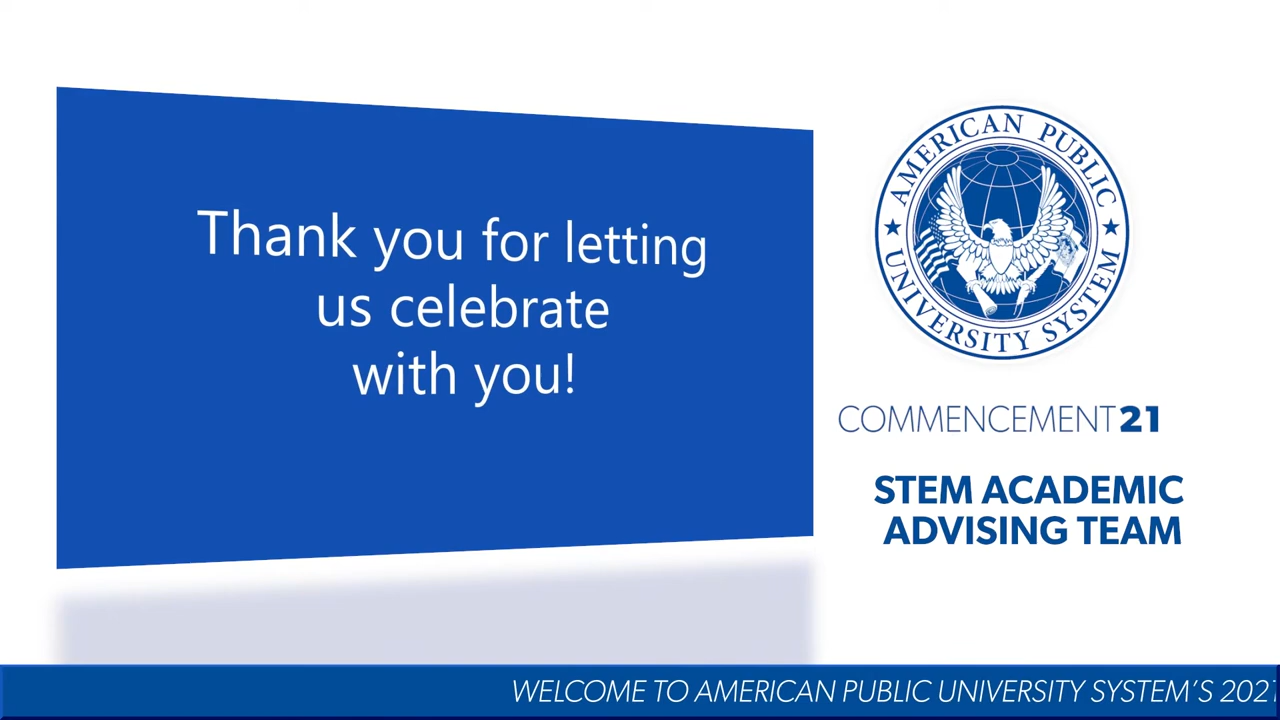 Thank you for letting
us celebrate
with you!
AMERICAN PUBLIC
UNIVERSITY SYSTEM
COMMENCEMENT21
STEM ACADEMIC
ADVISING TEAM
WELCOME TO AMERICAN PUBLIC UNIVERSITY SYSTEM'S 2021